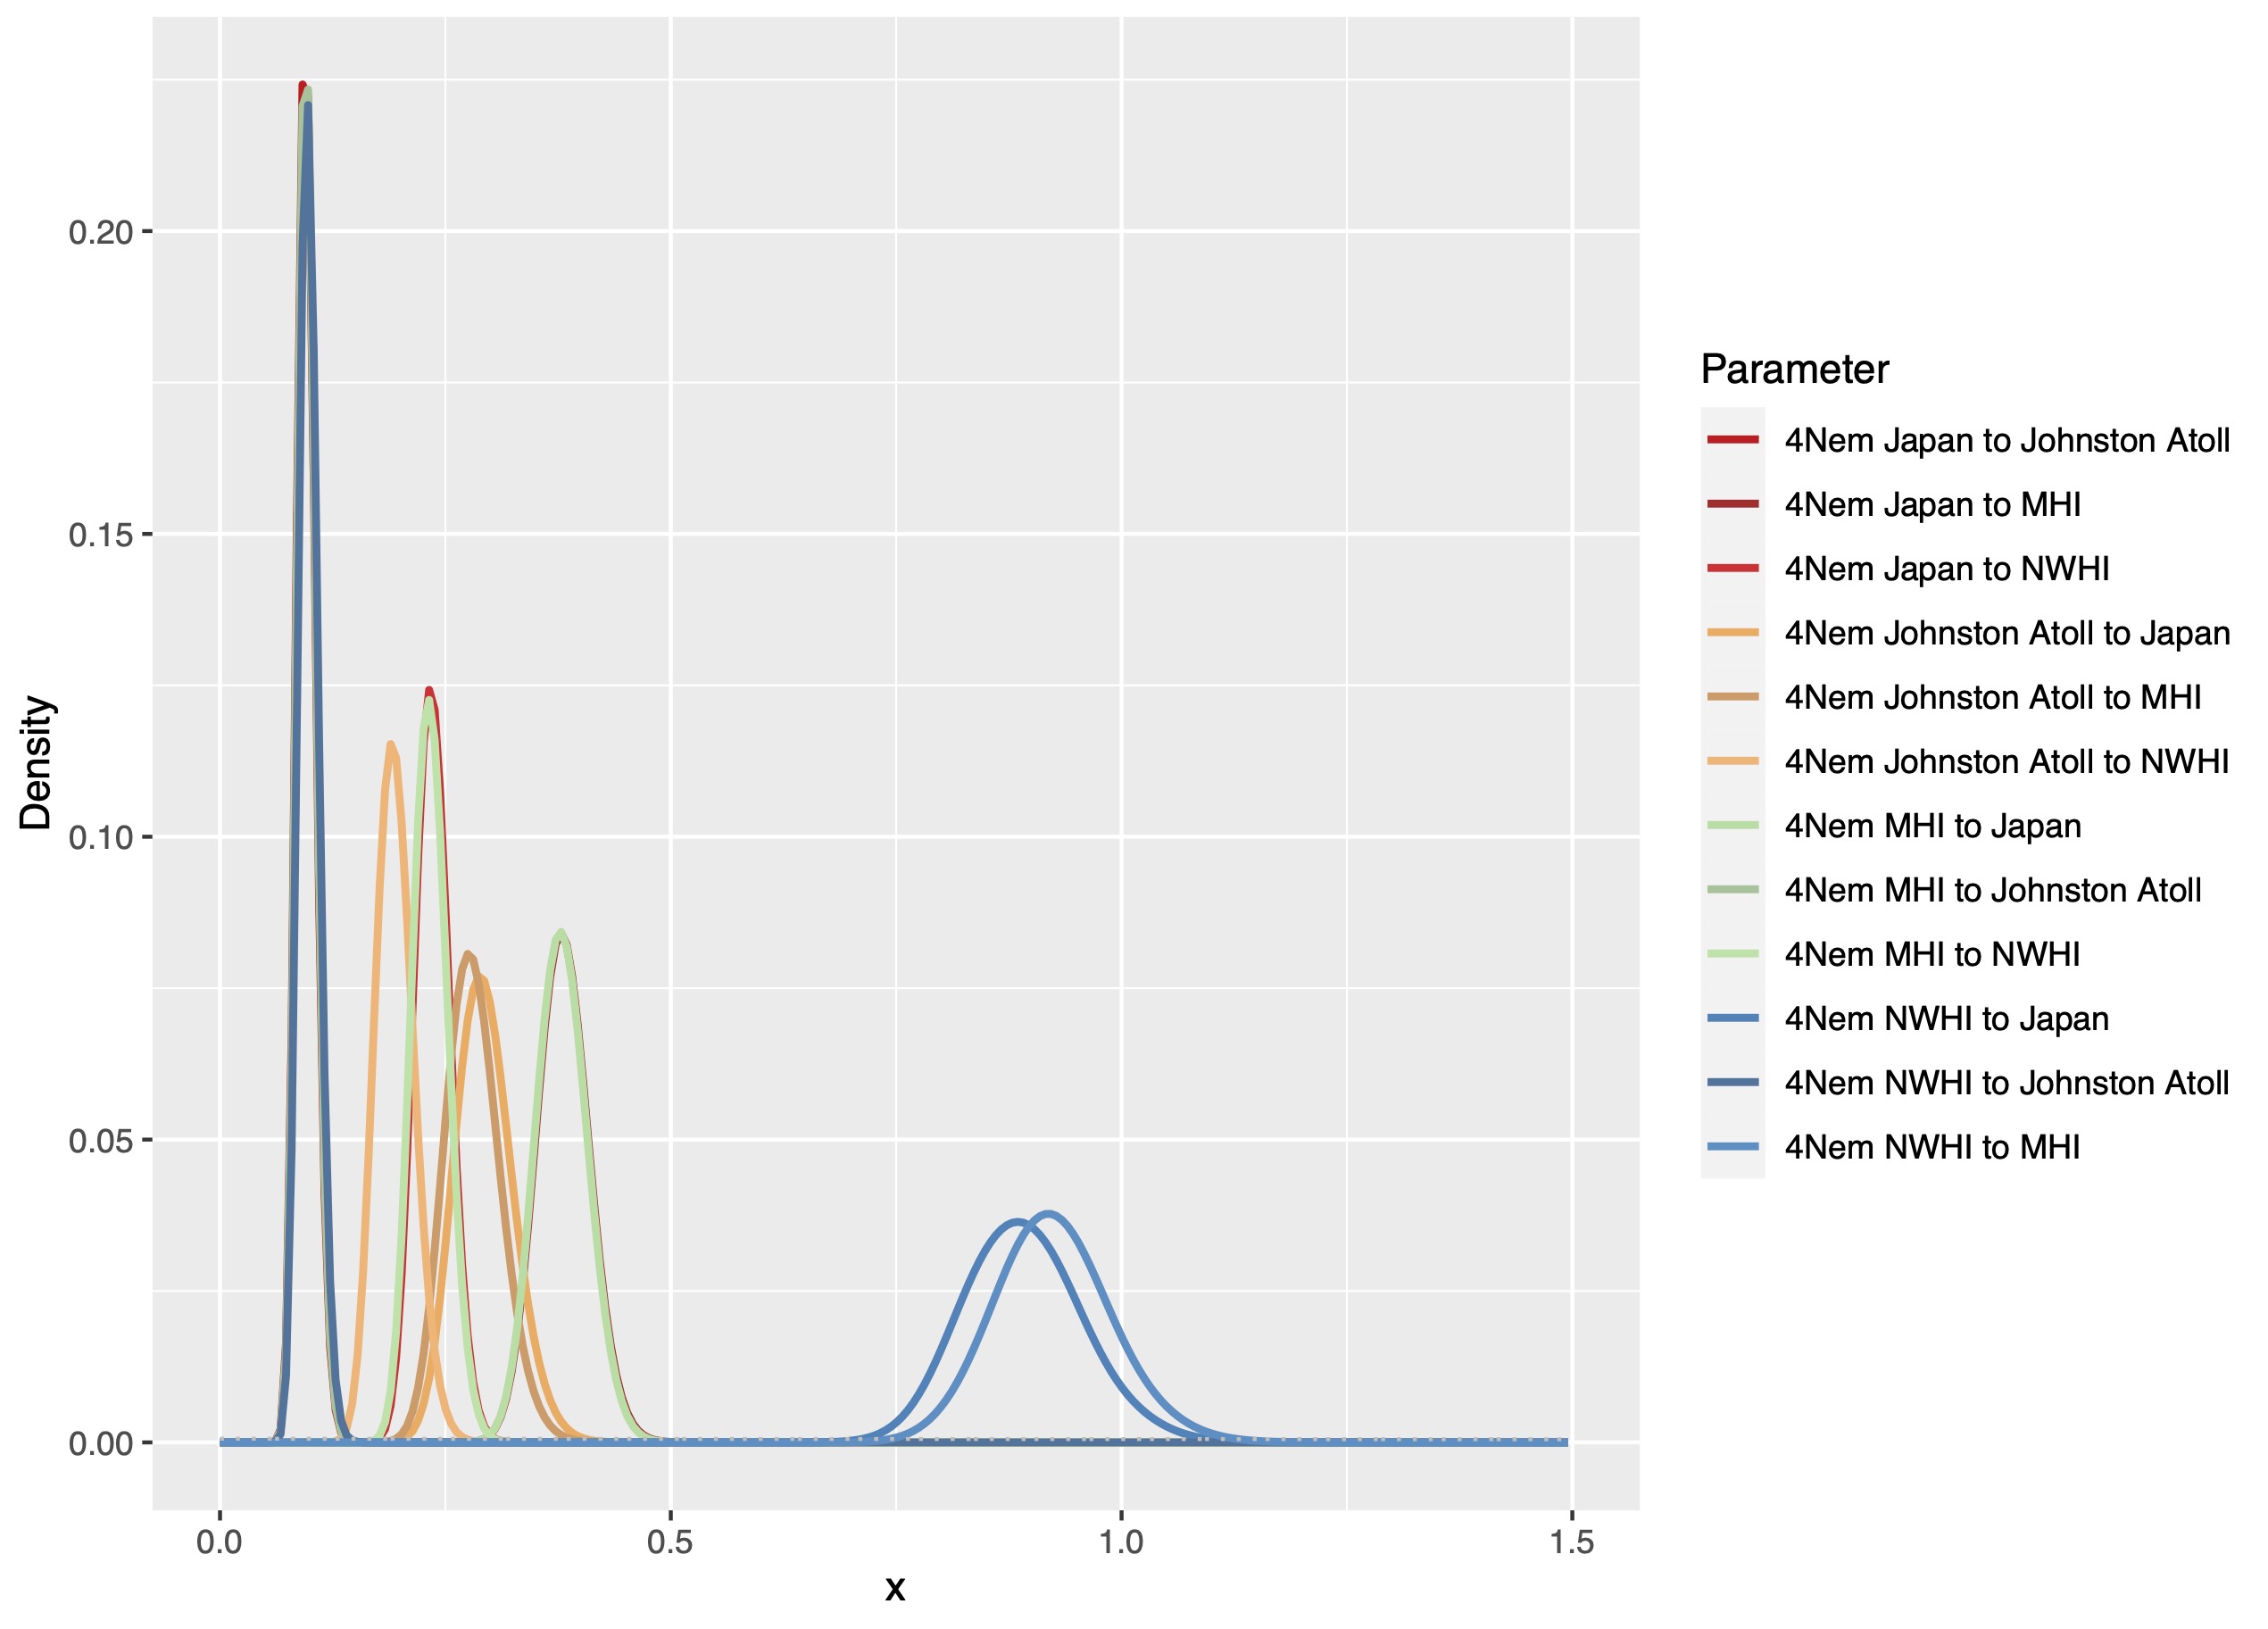 0.20
0.15
0.10
0.05
0.00
Density
0.0 0.5 1.0 1.5
x
Parameter
4Nem Japan to Johnston Atoll
4Nem Japan to MHI
4Nem Japan to NWHI
4Nem Johnston Atoll to Japan
4Nem Johnston Atoll to MHI
4Nem Johnston Atoll to NWHI
4Nem MHI to Japan
4Nem MHI to Johnston Atoll
4Nem MHI to NWHI
4Nem NWHI to Japan
4Nem NWHI to Johnston Atoll
4Nem NWHI to MHI